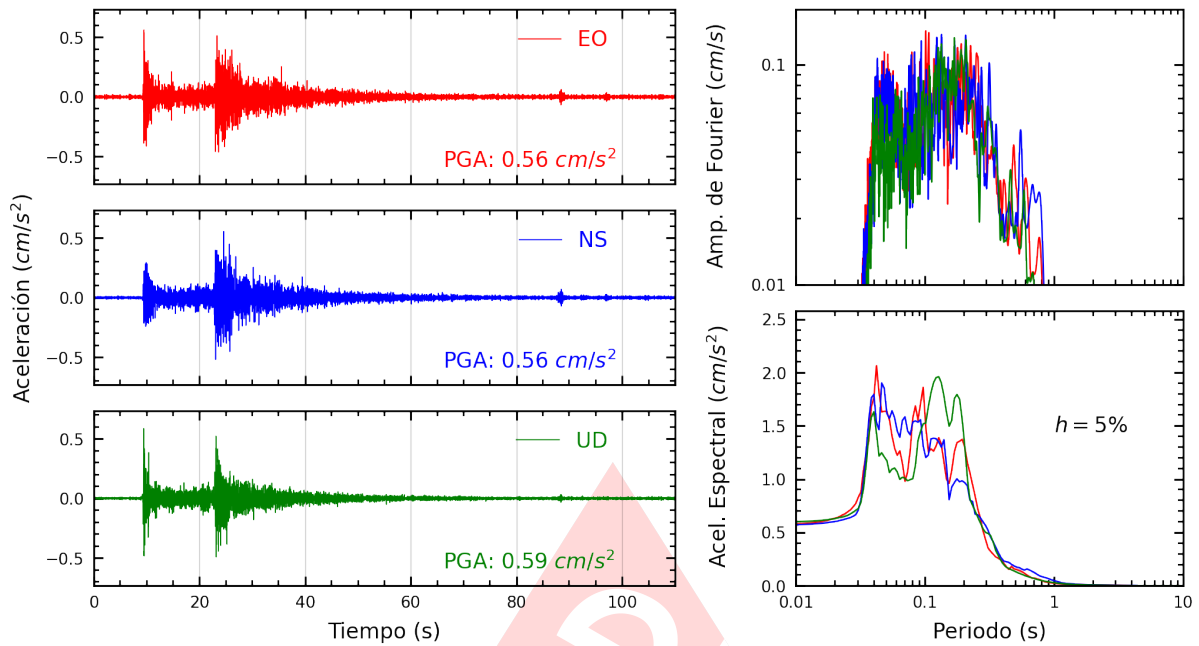 Aceleración (cm/s²)
0.5
0.0
−0.5
EO
PGA: 0.56 cm/s²
0.5
0.0
−0.5
NS
PGA: 0.56 cm/s²
0.5
0.0
−0.5
UD
PGA: 0.59 cm/s²
0 20 40 60 80 100
Tiempo (s)
Amp. de Fourier (cm/s)
0.1
0.01
Acel. Espectral (cm/s²)
2.5
2.0
1.5
1.0
0.5
0.0
h = 5%
0.01 0.1 1 10
Periodo (s)